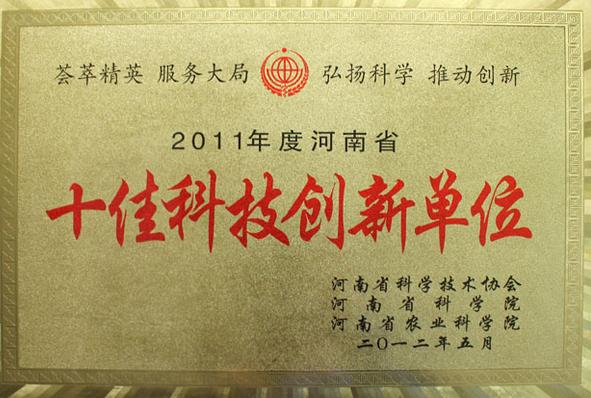 荟萃精英 服务大局 弘扬科学 推动创新
2011年度河南省
十佳科技创新单位
河南省科学技术协会
河南省科学院
河南省农业科学院
二〇一二年五月